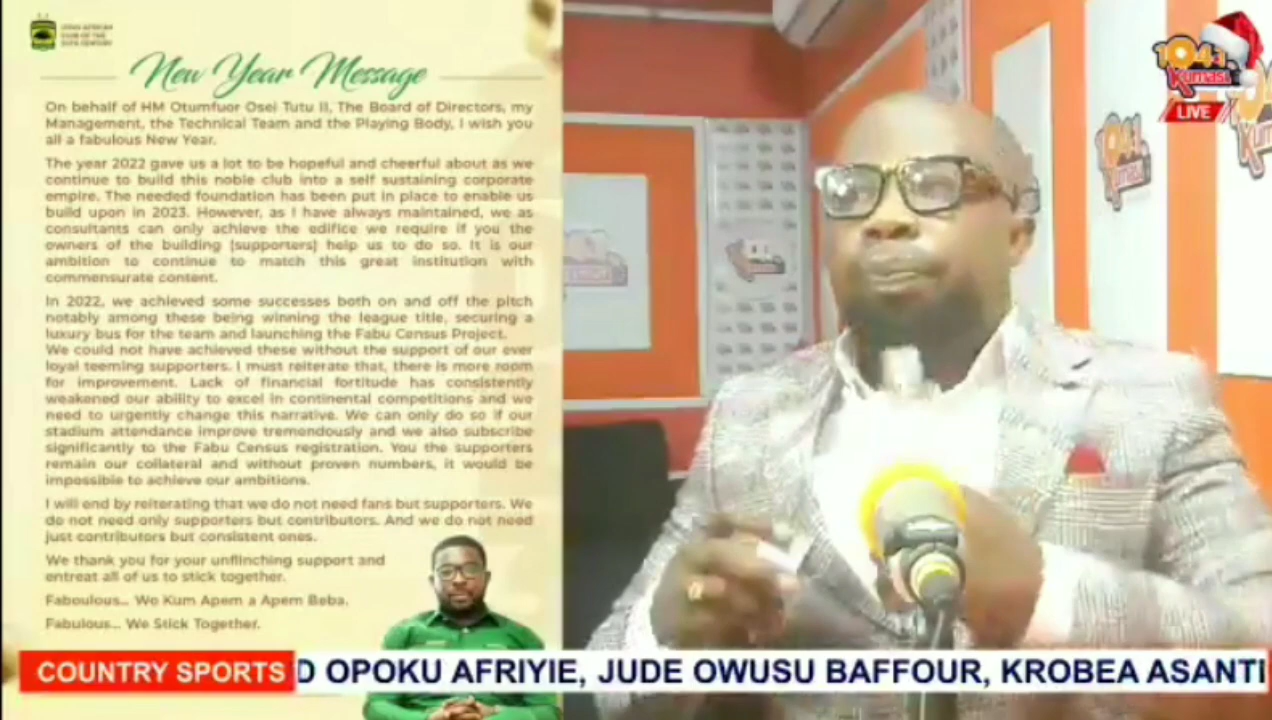 New Year Message
On behalf of HM Otumfuor Osei Tutu II, The Board of Directors, my
Management, the Technical Team and the Playing Body, I wish you
all a fabulous New Year.
The year 2022 gave us a lot to be hopeful and cheerful about as we
continue to build this noble club into a self sustaining corporate
empire. The needed foundation has been put in place to enable us
build upon in 2023. However, as I have always maintained, we as
consultants can only achieve the edifice we require if you the
owners of the building (supporters) help us to do so. It is our
ambition to continue to match this great institution with
commensurate content.
In 2022, we achieved some successes both on and off the pitch
notably among these being winning the league title, securing a
luxury bus for the team and launching the Fabu Census Project.
We could not have achieved these without the support of our ever
loyal teeming supporters. I must reiterate that, there is more room
for improvement. Lack of financial fortitude has consistently
weakened our ability to excel in continental competitions and we
need to urgently change this narrative. We can only do so if our
stadium attendance improve tremendously and we also subscribe
significantly to the Fabu Census registration. You the supporters
remain our collateral and without proven numbers, it would be
impossible to achieve our ambitions.
I will end by reiterating that we do not need fans but supporters. We
do not need only supporters but contributors. And we do not need
just contributors but consistent ones.
We thank you for your unflinching support and
entreat all of us to stick together.
Faboulous... Wo Kum Apem a Apem Beba.
Fabulous... We Stick Together.
104.1
Kumasi
LIVE
104.1
Kumasi
COUNTRY SPORTS
D OPOKU AFRIYIE, JUDE OWUSU BAFFOUR, KROBEA ASANTI